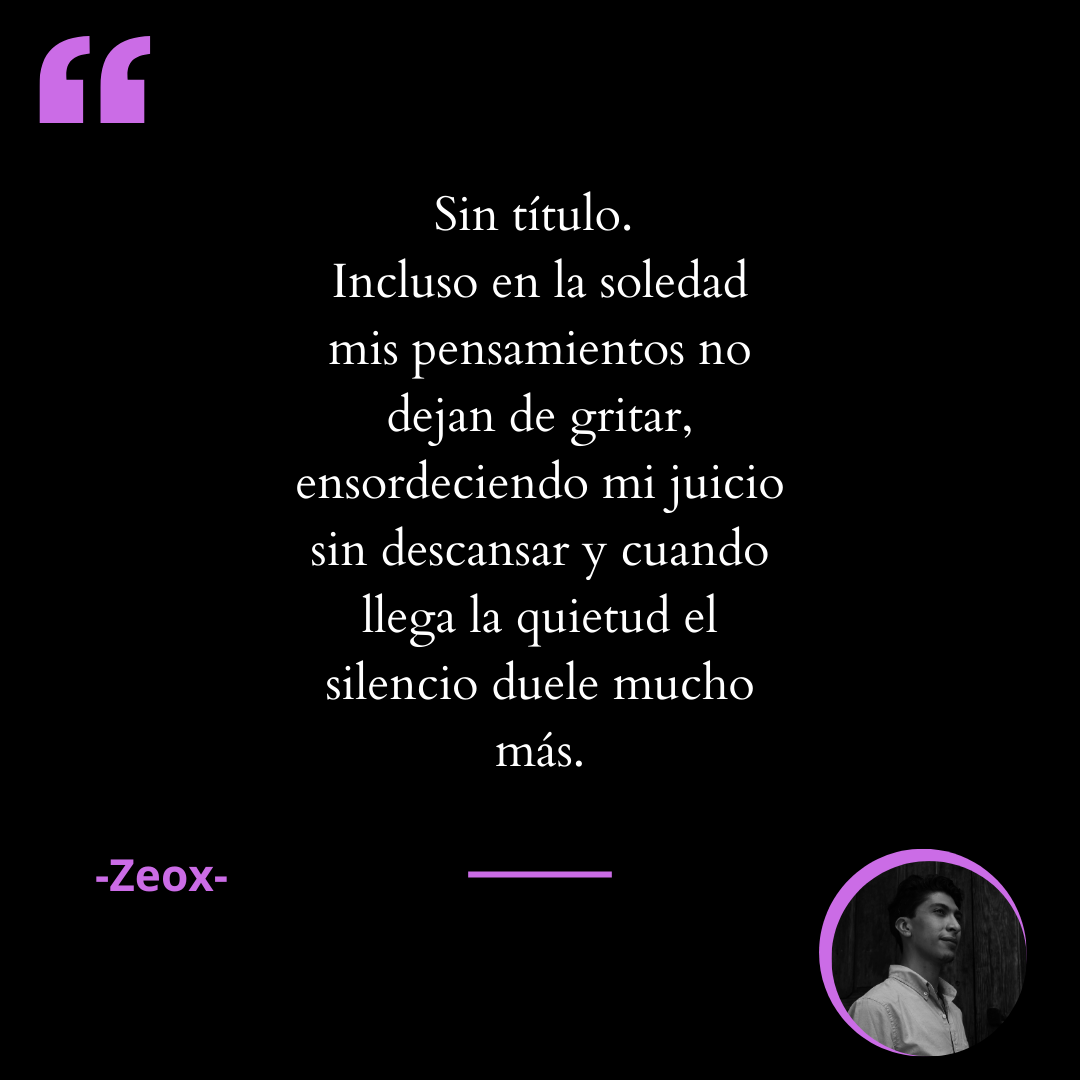 Sin título.
Incluso en la soledad
mis pensamientos no
dejan de gritar,
ensordeciendo mi juicio
sin descansar y cuando
llega la quietud el
silencio duele mucho
más.
-Zeox-